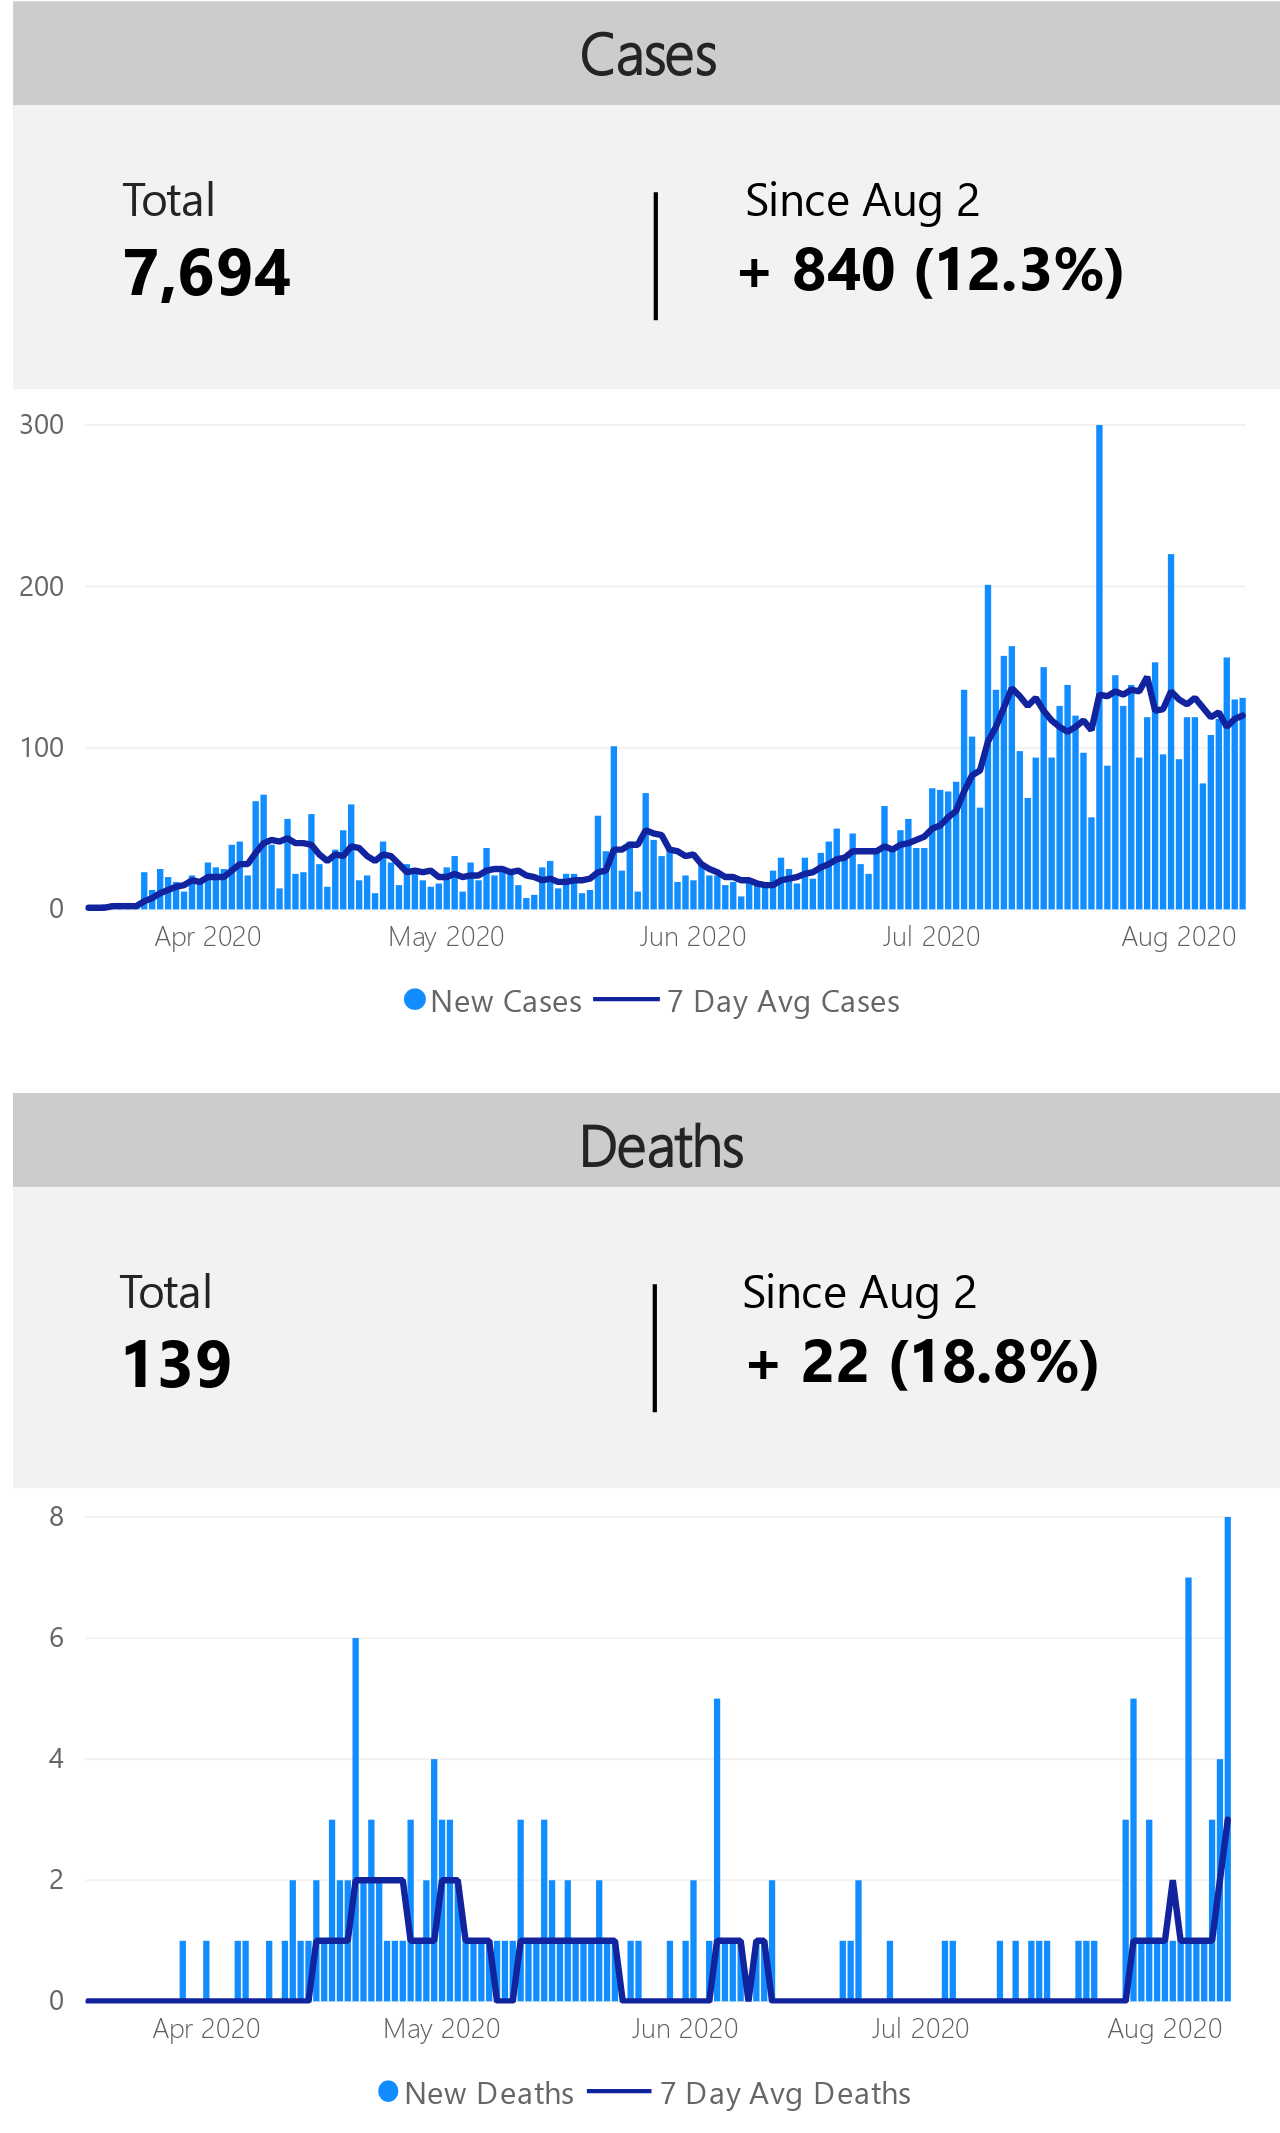 Cases
Total
Since Aug 2
7,694
+ 840 (12.3%)
300
200
100
0
Apr 2020 May 2020 Jun 2020 Jul 2020 Aug 2020
New Cases 7 Day Avg Cases
Deaths
Total
Since Aug 2
139
+ 22 (18.8%)
8
6
4
2
0
Apr 2020 May 2020 Jun 2020 Jul 2020 Aug 2020
New Deaths 7 Day Avg Deaths